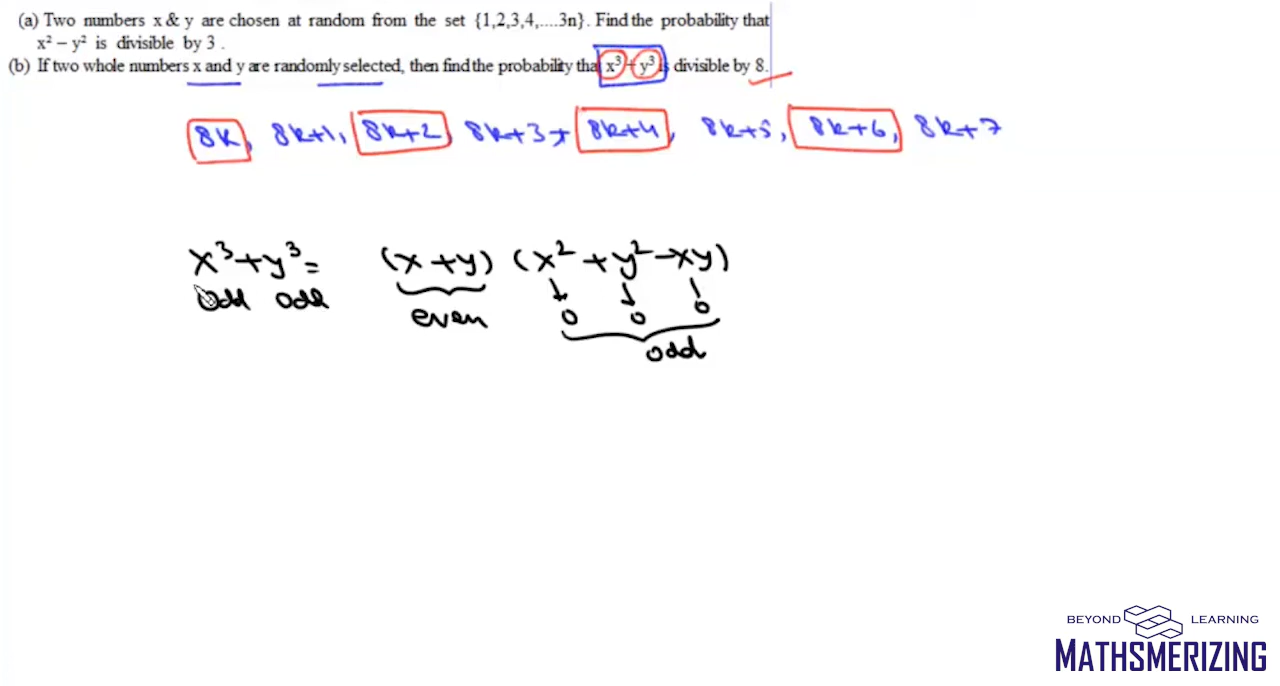 (a) Two numbers x & y are chosen at random from the set {1,2,3,4,....3n}. Find the probability that
x² − y² is divisible by 3 .
(b) If two whole numbers x and y are randomly selected, then find the probability that x³ + y³ is divisible by 8.
8k, 8k+1, 8k+2, 8k+3, 8k+4, 8k+5, 8k+6, 8k+7
x³+y³= (x+y) (x²+y²-xy)
odd odd even 0 0 0
odd
BEYOND LEARNING
MATHSMERIZING